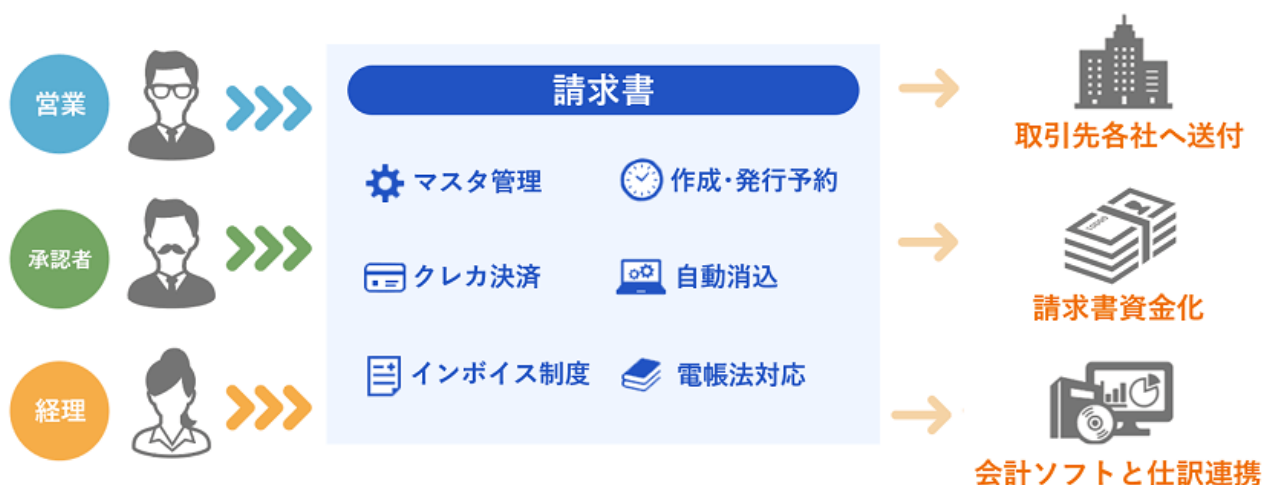 営業
承認者
経理
請求書
マスタ管理
作成・発行予約
クレカ決済
自動消込
インボイス制度
電帳法対応
取引先各社へ送付
請求書資金化
会計ソフトと仕訳連携